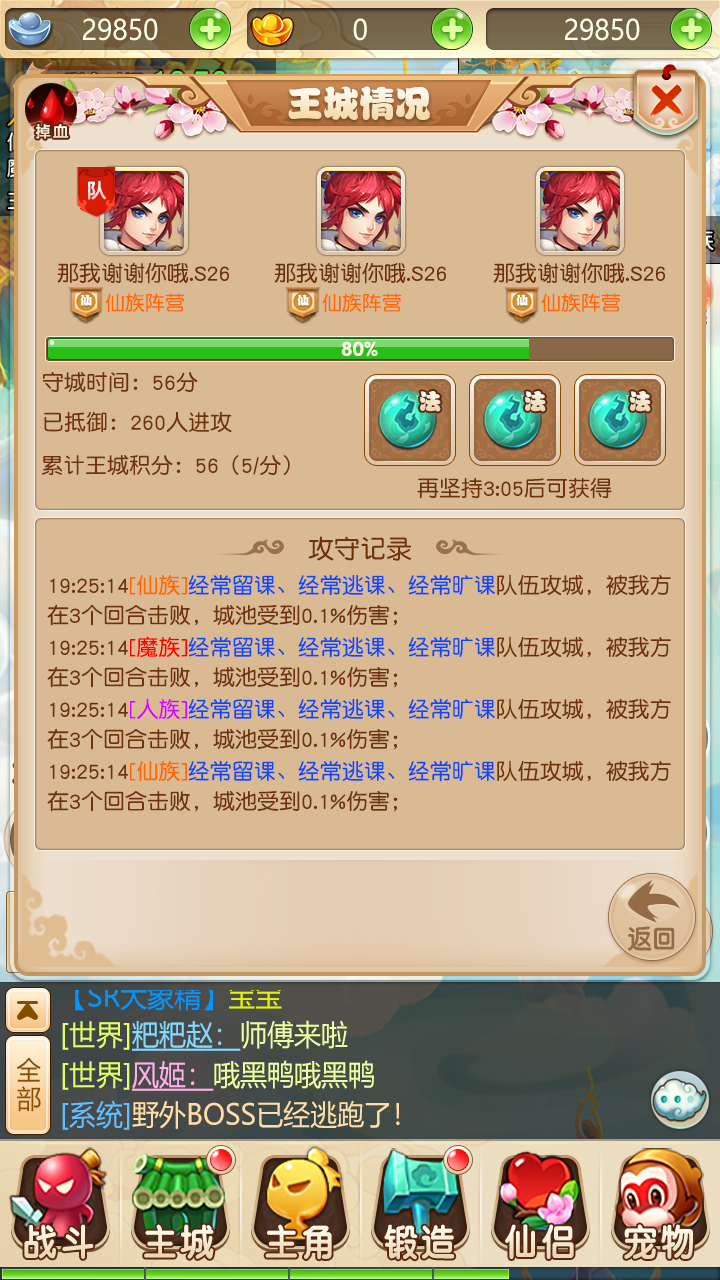 29850
0
29850
王城情况
掉血
队
那我谢谢你哦.S26
那我谢谢你哦.S26
那我谢谢你哦.S26
仙 仙族阵营
仙 仙族阵营
仙 仙族阵营
80%
守城时间：56分
已抵御：260人进攻
累计王城积分：56（5/分）
法
法
法
再坚持3:05后可获得
攻守记录
19:25:14[仙族]经常留课、经常逃课、经常旷课队伍攻城，被我方
在3个回合击败，城池受到0.1%伤害；
19:25:14[魔族]经常留课、经常逃课、经常旷课队伍攻城，被我方
在3个回合击败，城池受到0.1%伤害；
19:25:14[人族]经常留课、经常逃课、经常旷课队伍攻城，被我方
在3个回合击败，城池受到0.1%伤害；
19:25:14[仙族]经常留课、经常逃课、经常旷课队伍攻城，被我方
在3个回合击败，城池受到0.1%伤害；
返回
【SR大象精】宝宝
[世界]粑粑赵：师傅来啦
[世界]风姬：哦黑鸭哦黑鸭
[系统]野外BOSS已经逃跑了！
全部
战斗
主城
主角
锻造
仙侣
宠物